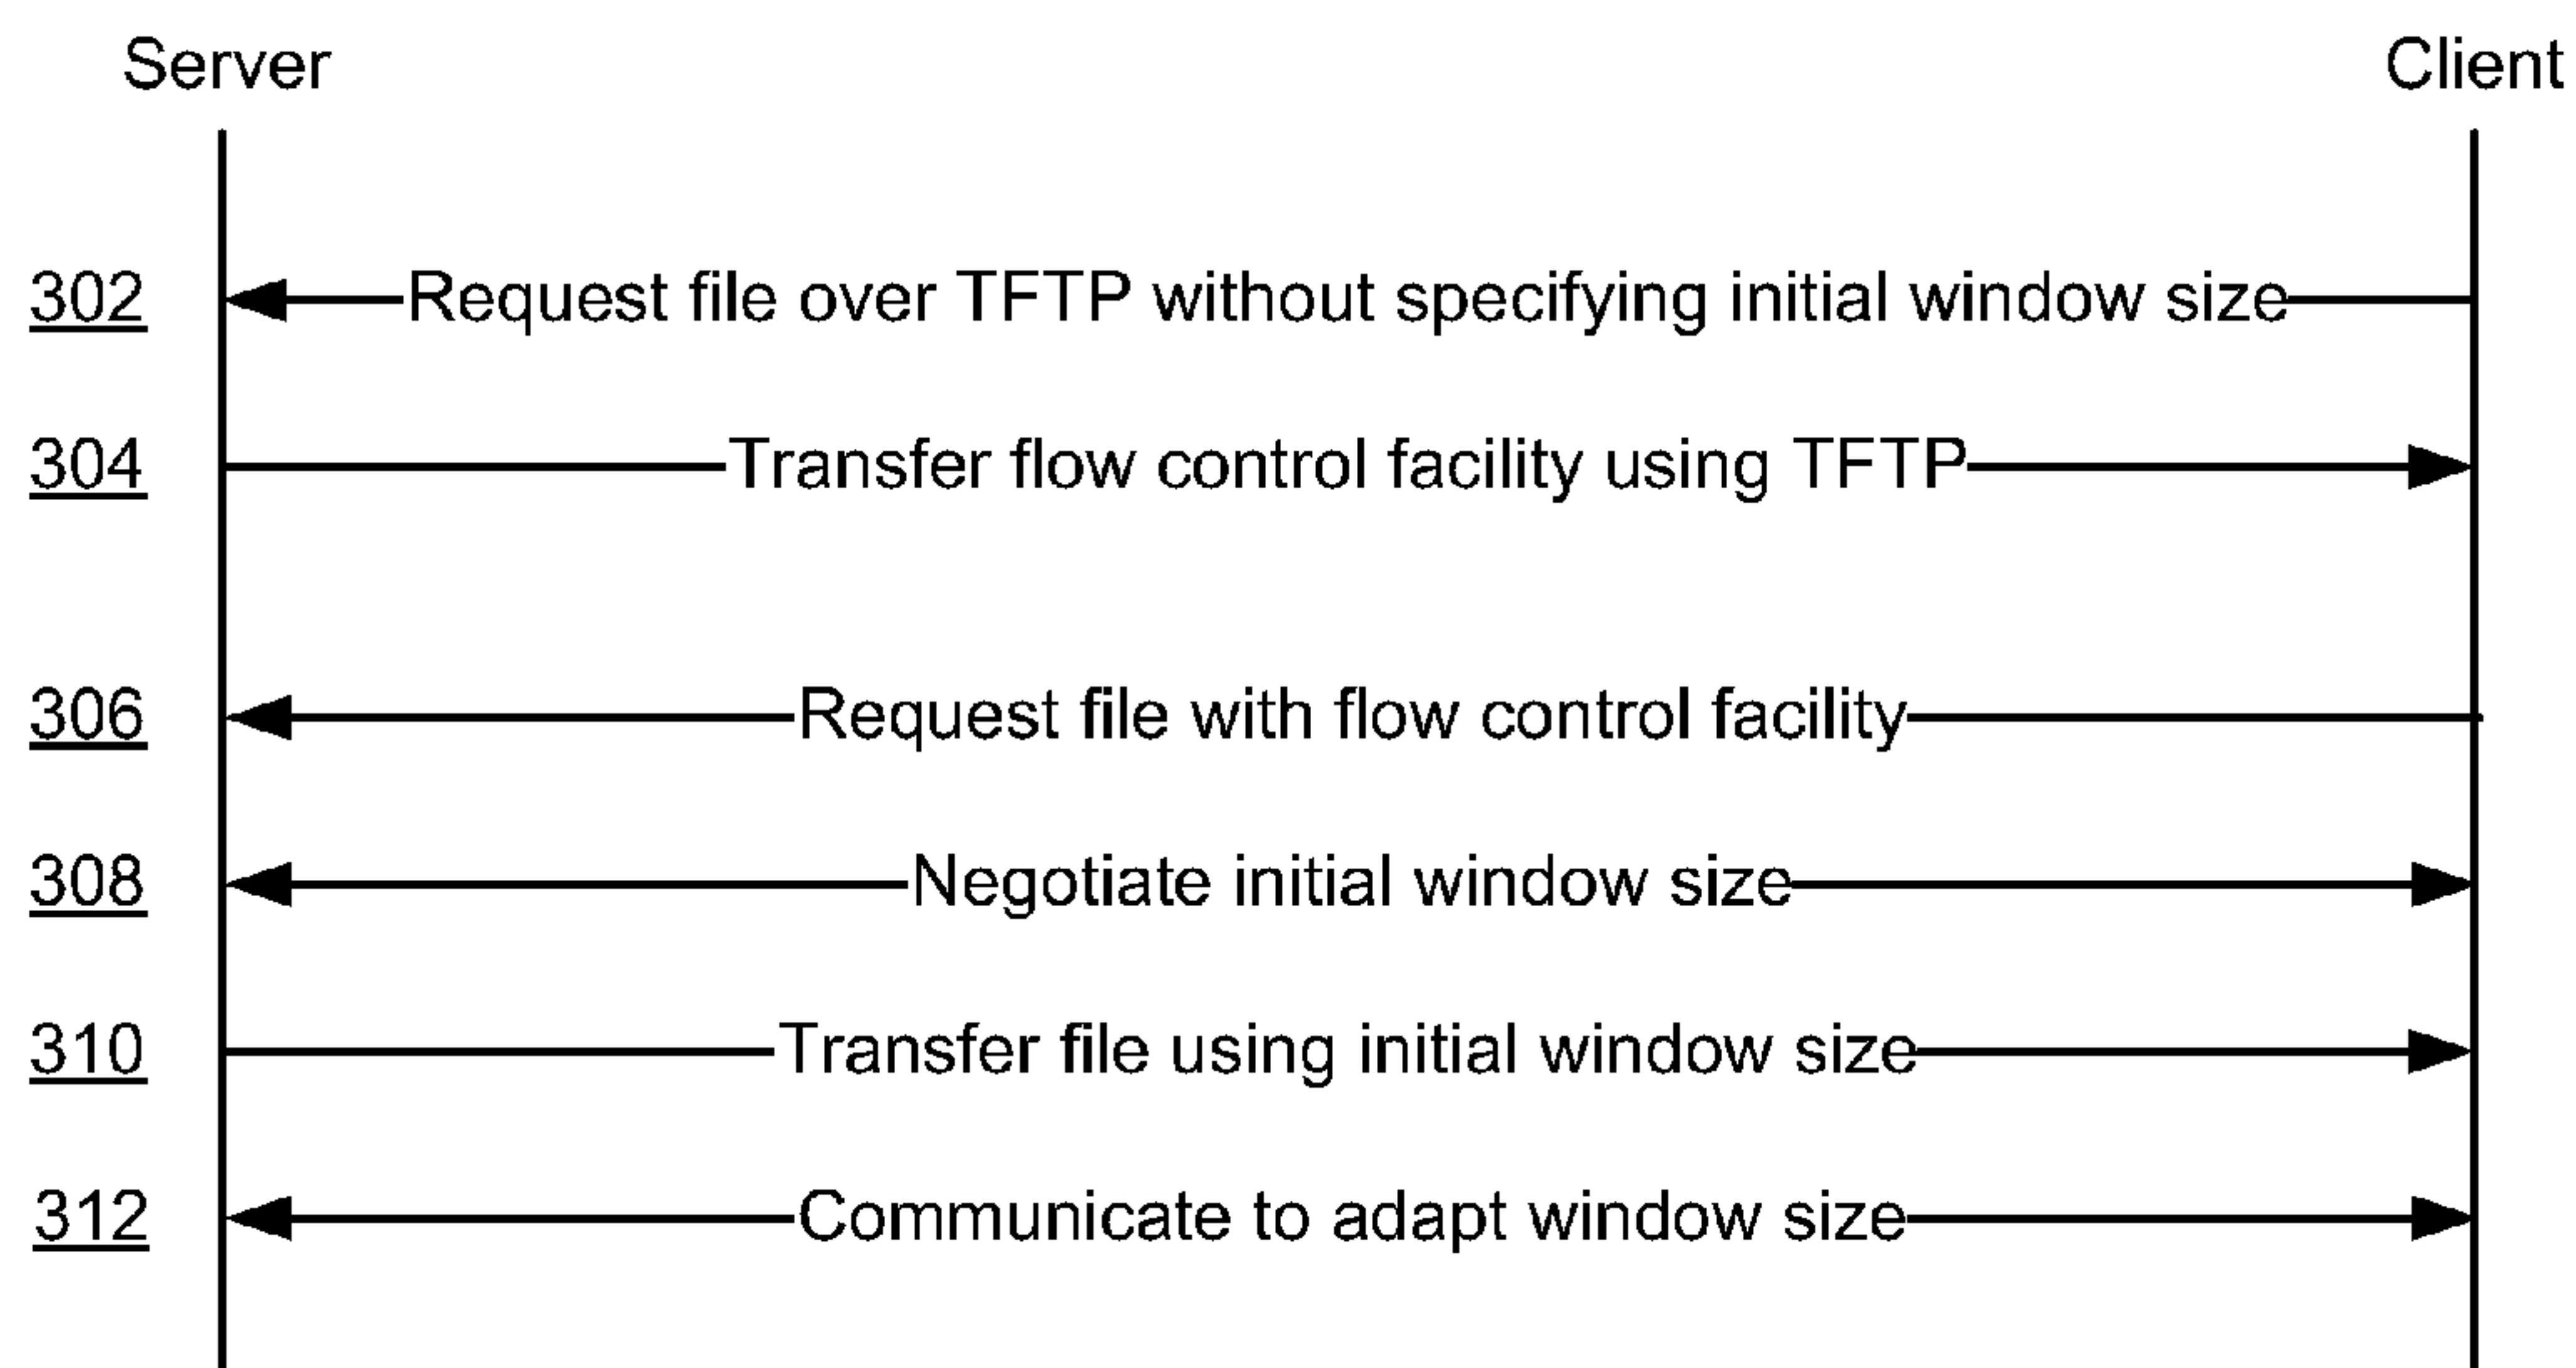 Server Client
302 Request file over TFTP without specifying initial window size
304 Transfer flow control facility using TFTP
306 Request file with flow control facility
308 Negotiate initial window size
310 Transfer file using initial window size
312 Communicate to adapt window size